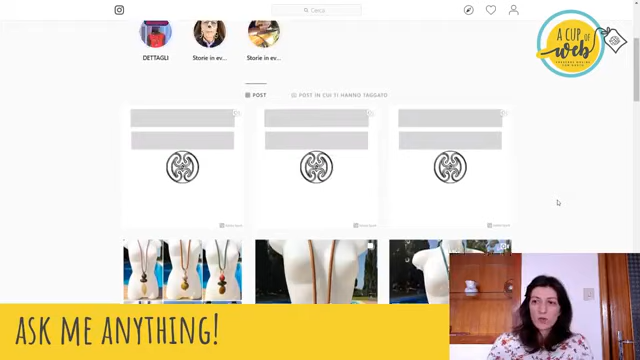 Cerca
A CUP OF
web
DETTAGLI
Storie in ev...
Storie in ev...
POST
POST IN CUI TI HANNO TAGGATO
ASK ME ANYTHING!